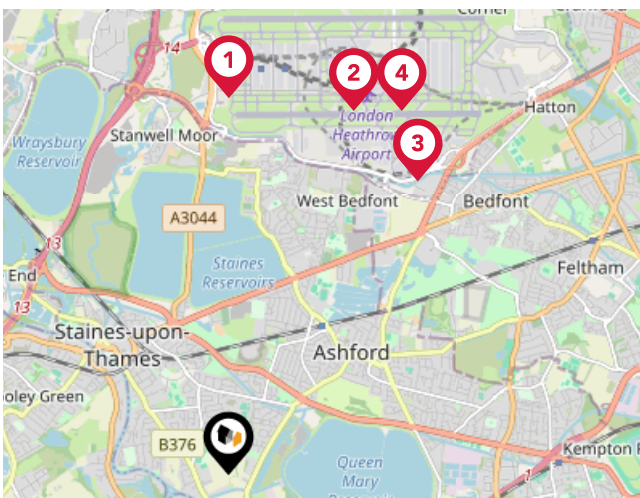 Corner
14
1
2
4
Hatton
London
Heathrow
Airport
Wraysbury
Reservoir
Stanwell Moor
3
West Bedfont
Bedfont
A3044
Staines
Reservoirs
13
End
13
Feltham
Staines-upon-
Thames
Ashford
oley Green
B376
Queen
Mary
Kempton
1